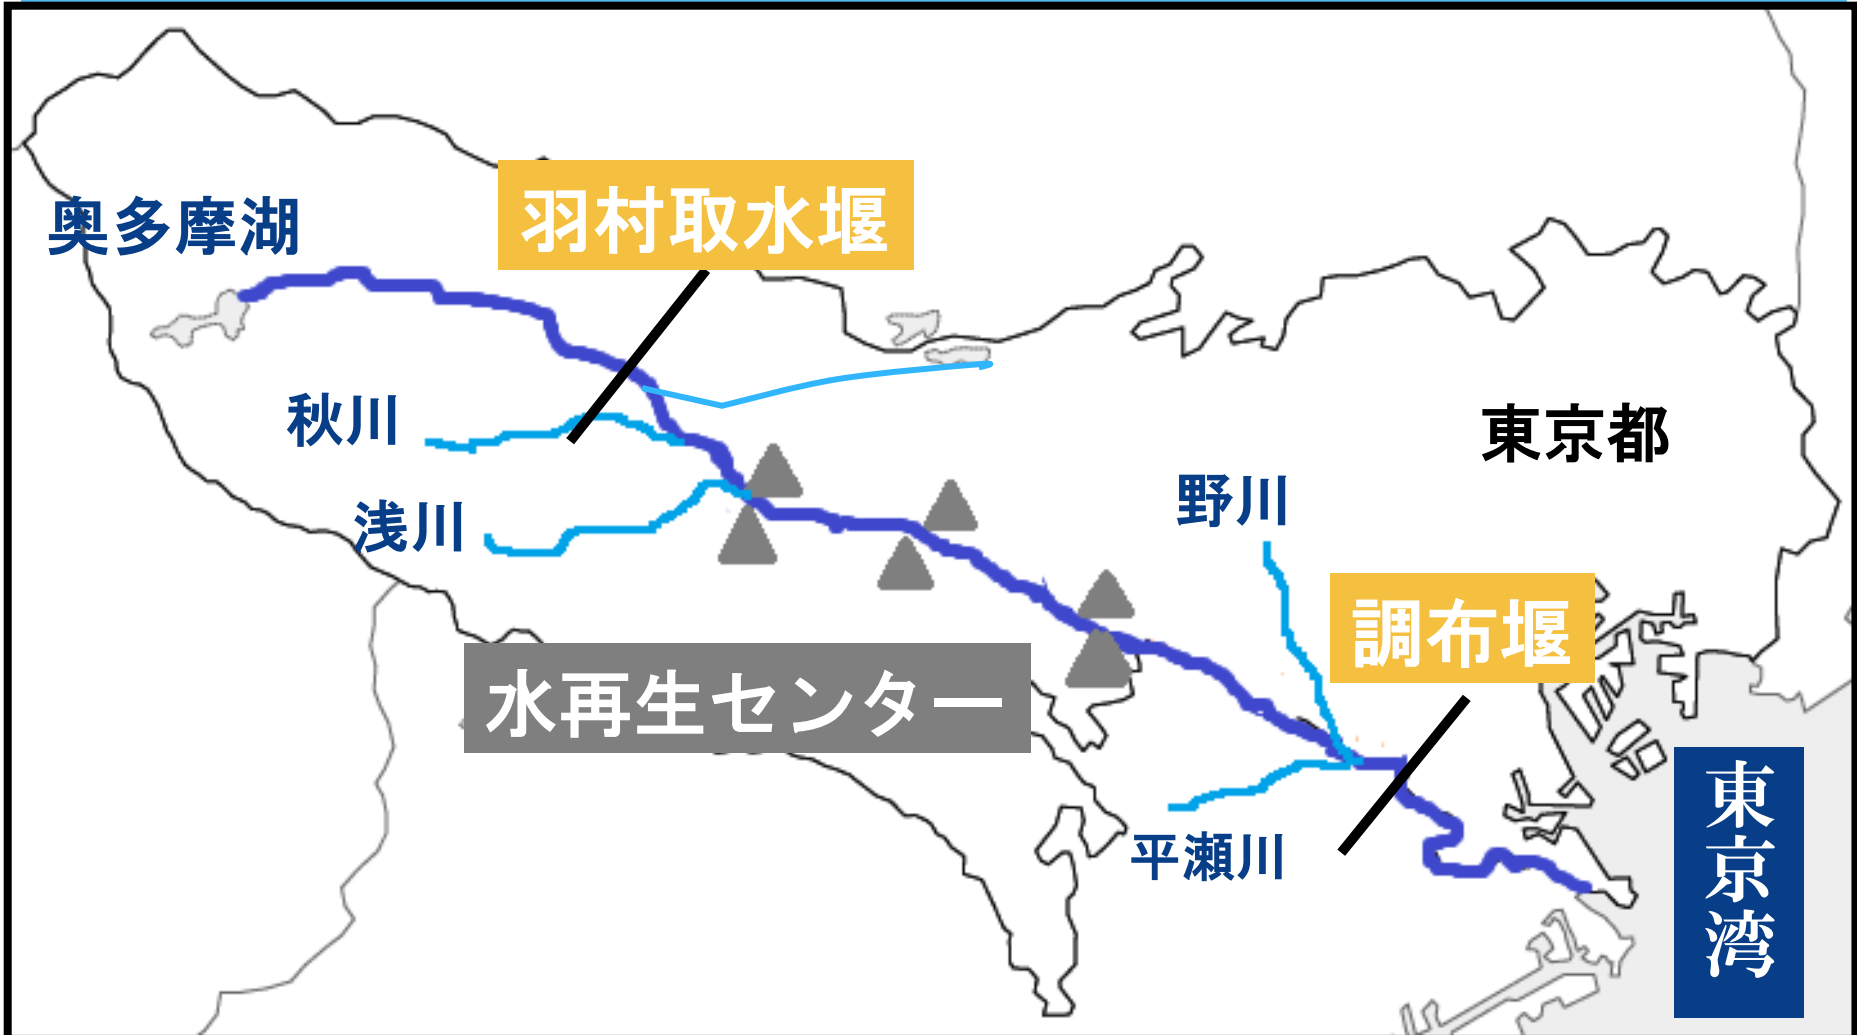 羽村取水堰
奥多摩湖
秋川
東京都
野川
浅川
調布堰
水再生センター
東京湾
平瀬川